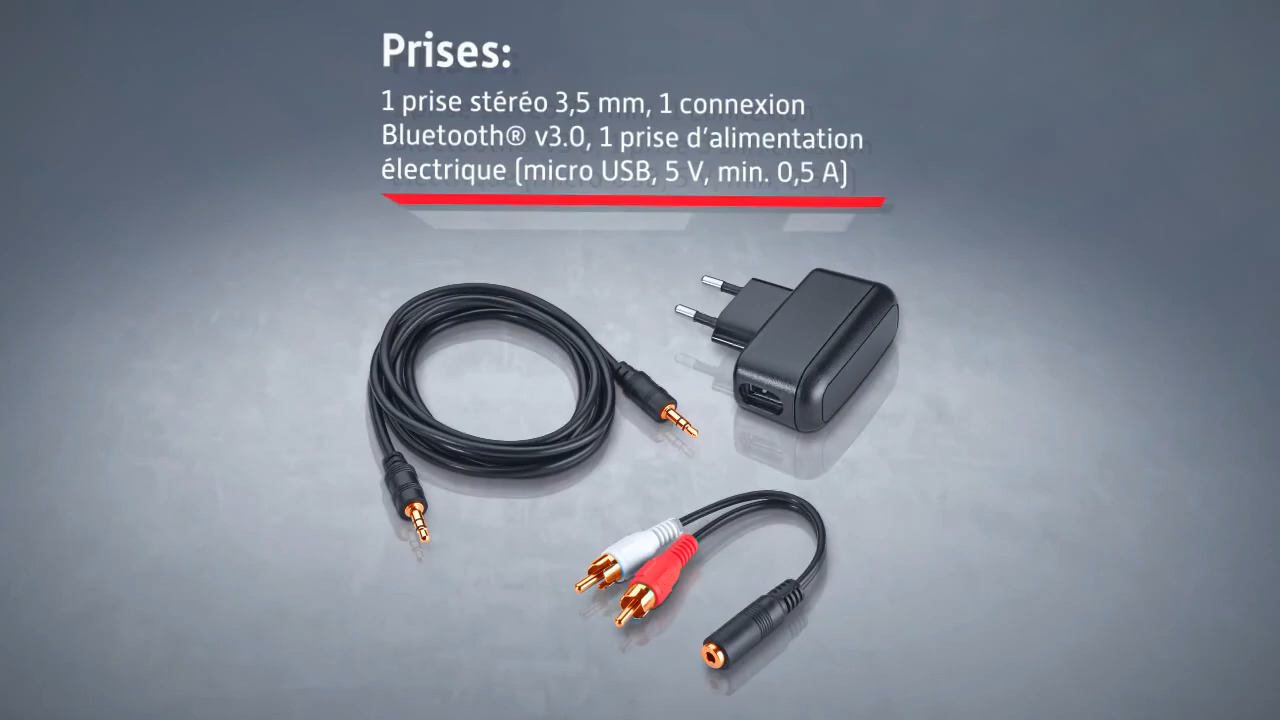 Prises:
1 prise stéréo 3,5 mm, 1 connexion
Bluetooth® v3.0, 1 prise d’alimentation
électrique (micro USB, 5 V, min. 0,5 A)